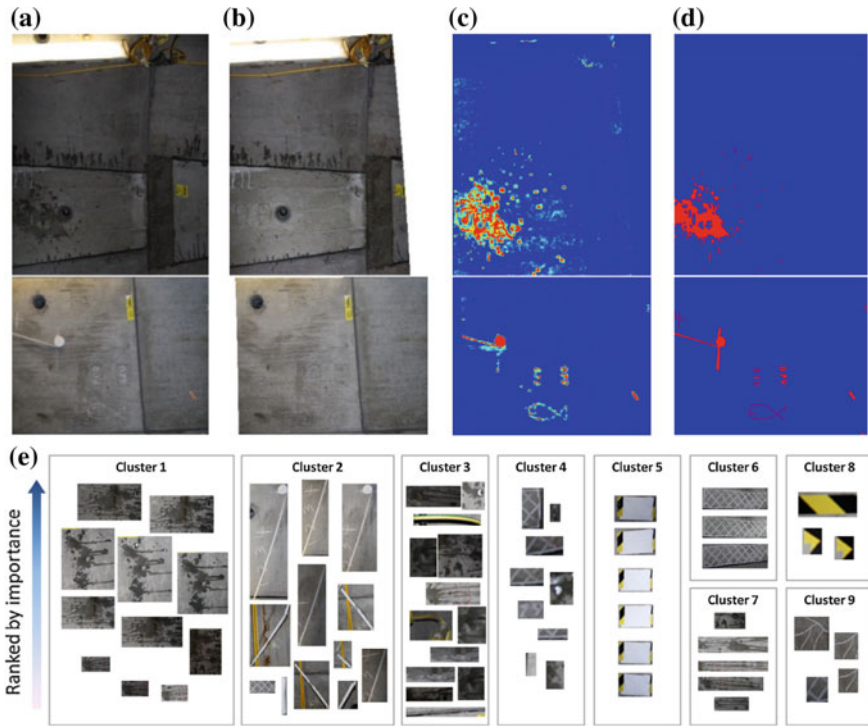 (a)
(b)
(c)
(d)
(e)
Ranked by importance
Cluster 1
Cluster 2
Cluster 3
Cluster 4
Cluster 5
Cluster 6
Cluster 8
Cluster 7
Cluster 9